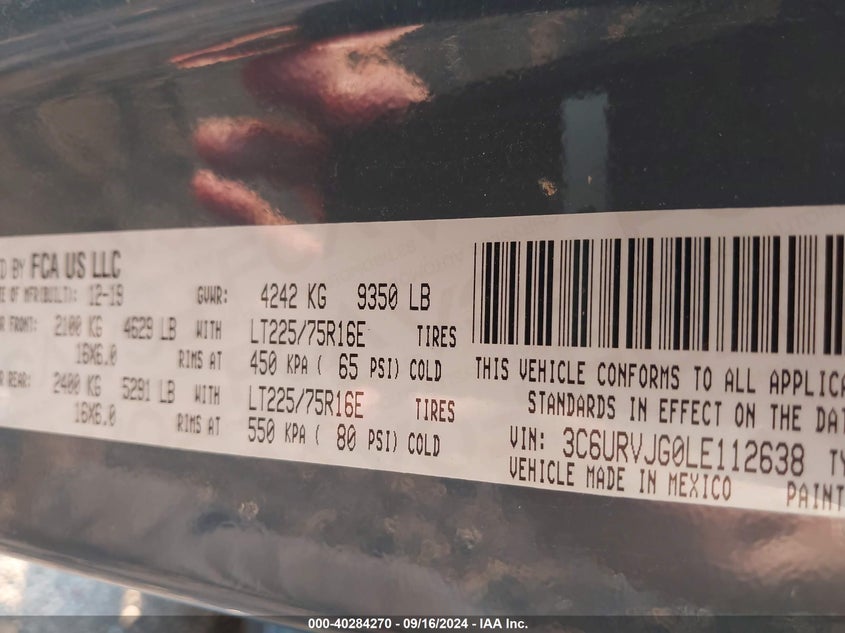 D BY FCA US LLC
E OF MFR(BUILT): 12-19 GVWR: 4242 KG 9350 LB
R FRONT: 2100 KG 4629 LB WITH LT225/75R16E TIRES
16X6.0 RIMS AT 450 KPA ( 65 PSI) COLD
R REAR: 2400 KG 5291 LB WITH LT225/75R16E TIRES
16X6.0 RIMS AT 550 KPA ( 80 PSI) COLD
THIS VEHICLE CONFORMS TO ALL APPLICA
STANDARDS IN EFFECT ON THE DAT
VIN: 3C6URVJG0LE112638 TY
VEHICLE MADE IN MEXICO PAINT
000-40284270 - 09/16/2024 - IAA Inc.